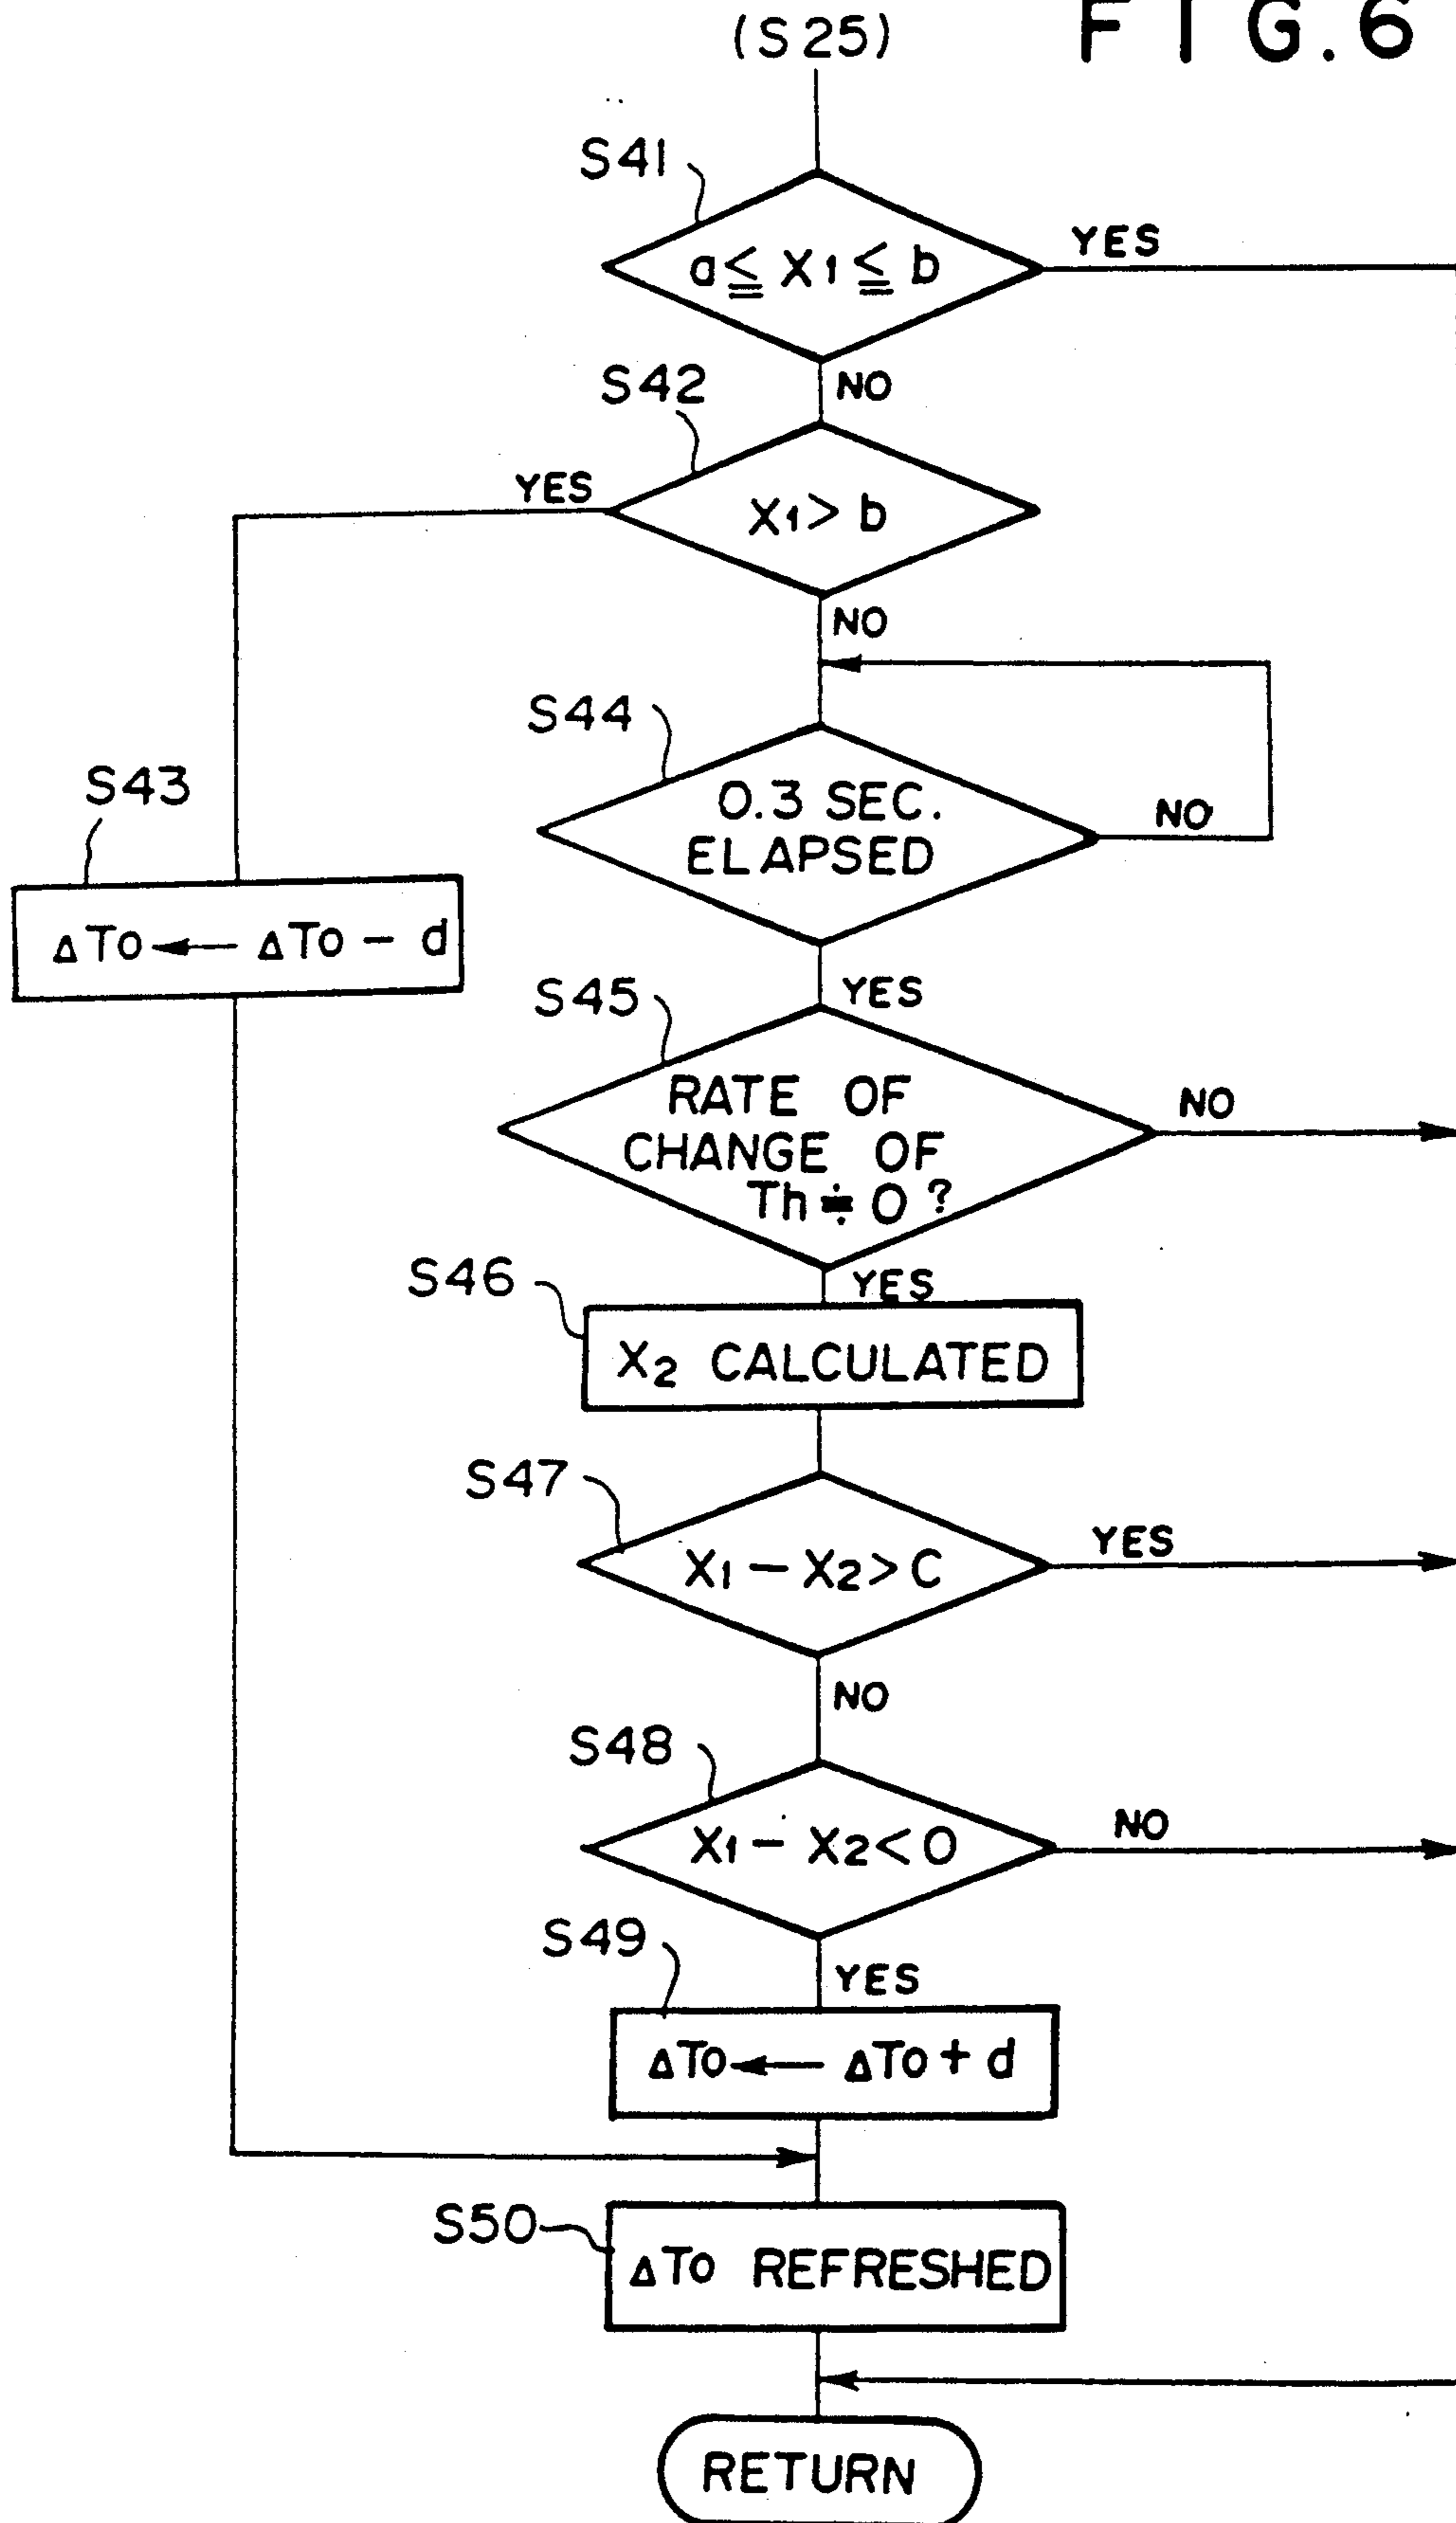 (S25)
FIG.6
S41
a ≦ X1 ≦ b
YES
NO
S42
X1 > b
YES
NO
S44
0.3 SEC.
ELAPSED
NO
YES
S43
ΔTo ← ΔTo - d
S45
RATE OF
CHANGE OF
Th ≒ 0 ?
NO
YES
S46
X2 CALCULATED
S47
X1 - X2 > C
YES
NO
S48
X1 - X2 < 0
NO
YES
S49
ΔTo ← ΔTo + d
S50
ΔTo REFRESHED
RETURN